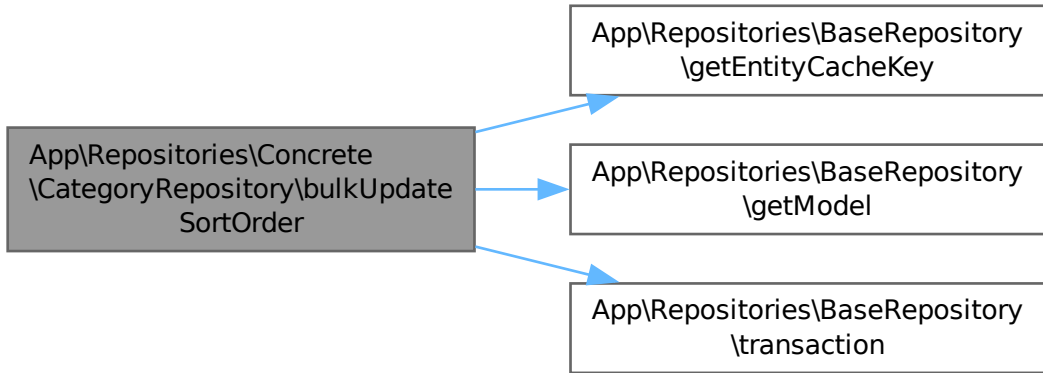 App\Repositories\Concrete
\CategoryRepository\bulkUpdate
SortOrder
App\Repositories\BaseRepository
\getEntityCacheKey
App\Repositories\BaseRepository
\getModel
App\Repositories\BaseRepository
\transaction